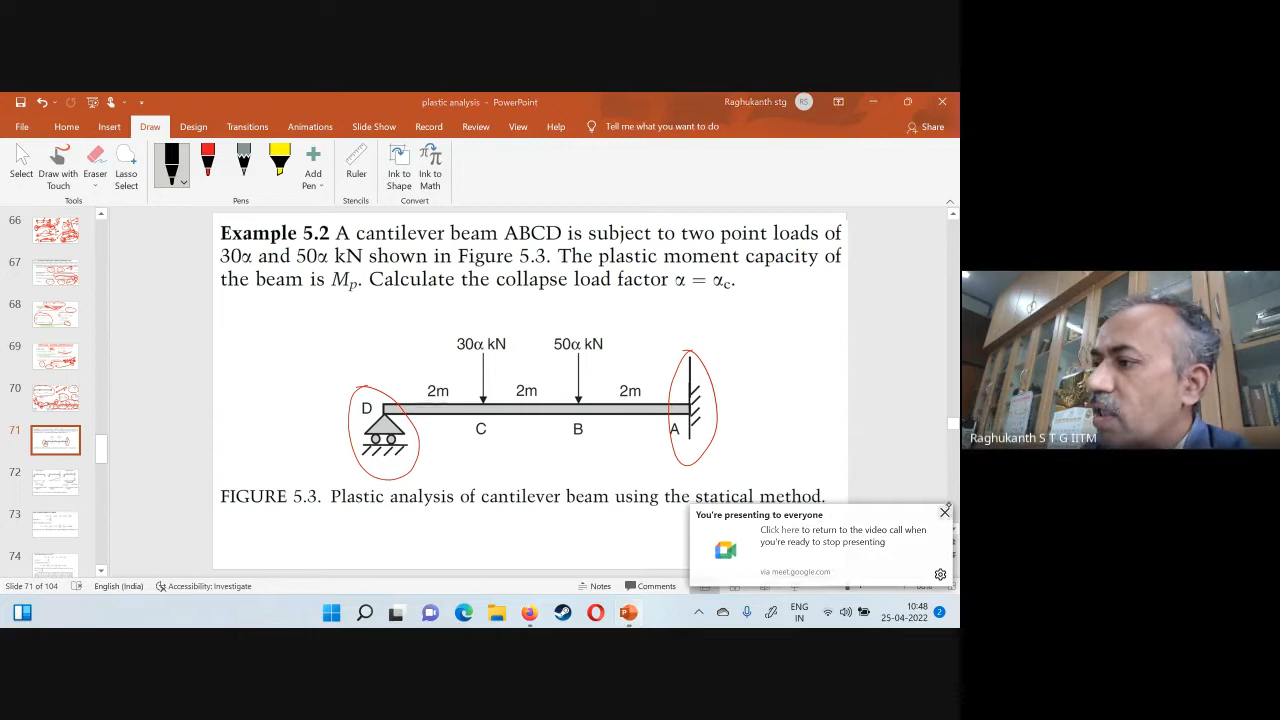 plastic analysis - PowerPoint
Raghukanth stg
RS
File
Home
Insert
Draw
Design
Transitions
Animations
Slide Show
Record
Review
View
Help
Tell me what you want to do
Share
Select
Draw with Touch
Eraser
Lasso Select
Add Pen
Ruler
Ink to Shape
Ink to Math
Tools
Pens
Stencils
Convert
66
67
68
69
70
71
72
73
74
Example 5.2 A cantilever beam ABCD is subject to two point loads of
30α and 50α kN shown in Figure 5.3. The plastic moment capacity of
the beam is Mp. Calculate the collapse load factor α = αc.
30α kN
50α kN
2m
2m
2m
D
C
B
A
FIGURE 5.3. Plastic analysis of cantilever beam using the statical method.
Raghukanth S T G IITM
You're presenting to everyone
Click here to return to the video call when
you're ready to stop presenting
via meet.google.com
Slide 71 of 104
English (India)
Accessibility: Investigate
Notes
Comments
ENG
IN
10:48
25-04-2022
2